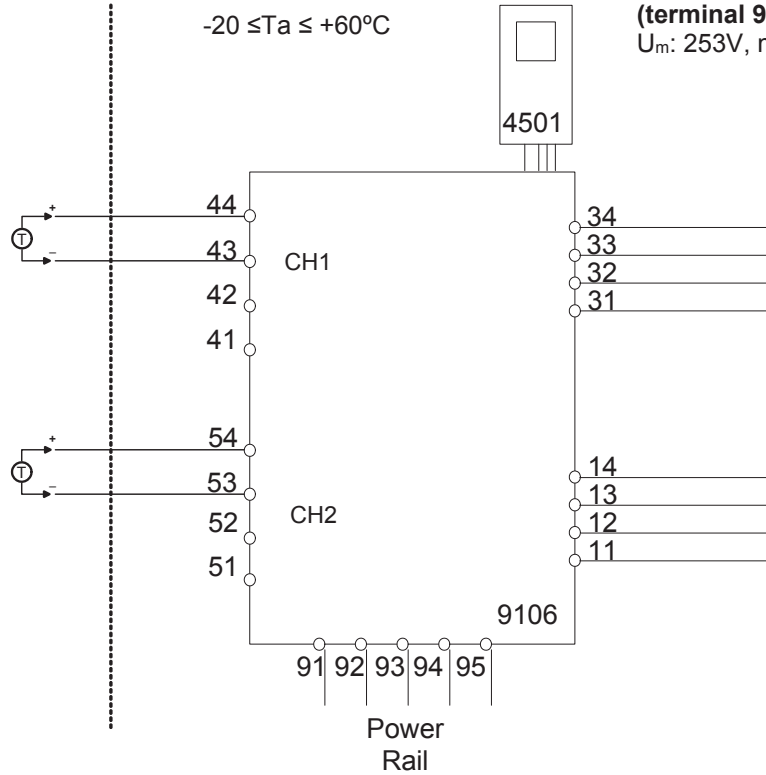 -20 ≤Ta ≤ +60ºC
(terminal 9
Um: 253V,
4501
+
T
–
44
43
42
41
CH1
34
33
32
31
+
T
–
54
53
52
51
CH2
14
13
12
11
9106
91 92 93 94 95
Power
Rail